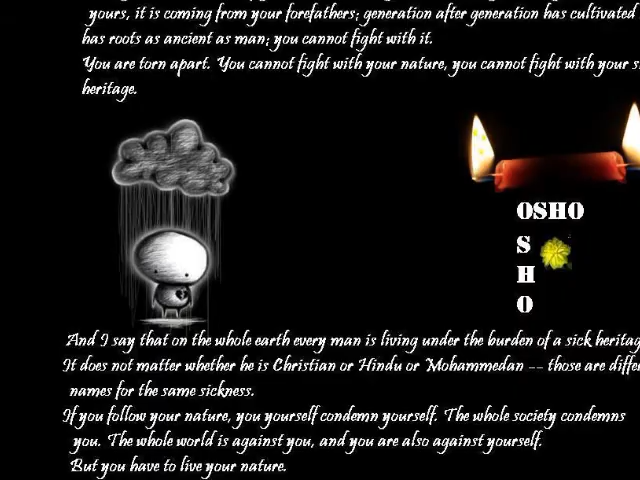 yours, it is coming from your forefathers; generation after generation has cultivated
has roots as ancient as man; you cannot fight with it.
You are torn apart. You cannot fight with your nature, you cannot fight with your
heritage.
OSHO
S
H
O
And I say that on the whole earth every man is living under the burden of a sick
It does not matter whether he is Christian or Hindu or Mohammedan -- those are
names for the same sickness.
If you follow your nature, you yourself condemn yourself. The whole society condemns
you. The whole world is against you, and you are also against yourself.
But you have to live your nature.